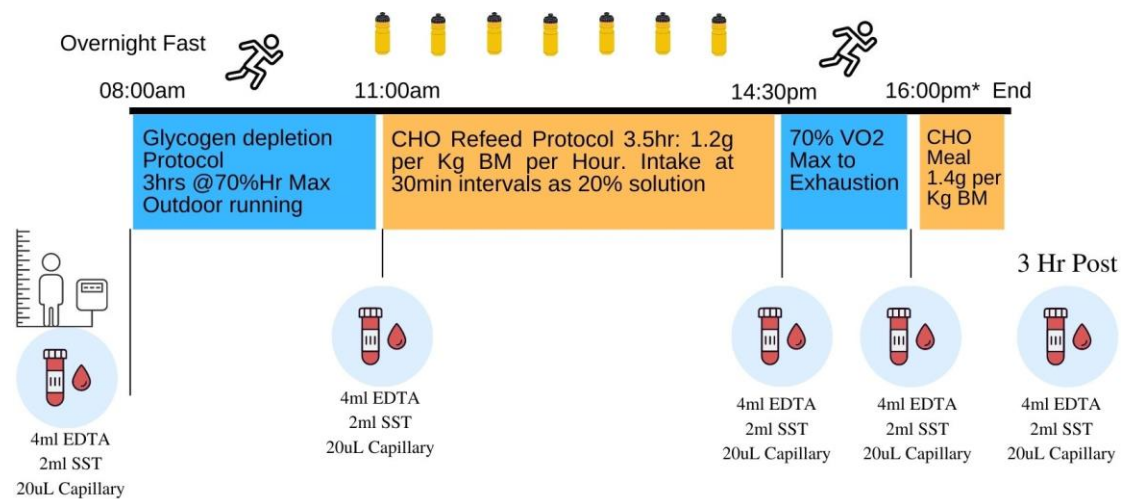 Overnight Fast
08:00am
11:00am
14:30pm
16:00pm* End
Glycogen depletion
Protocol
3hrs @70%Hr Max
Outdoor running
CHO Refeed Protocol 3.5hr: 1.2g
per Kg BM per Hour. Intake at
30min intervals as 20% solution
70% VO2
Max to
Exhaustion
CHO
Meal
1.4g per
Kg BM
3 Hr Post
4ml EDTA
2ml SST
20uL Capillary
4ml EDTA
2ml SST
20uL Capillary
4ml EDTA
2ml SST
20uL Capillary
4ml EDTA
2ml SST
20uL Capillary
4ml EDTA
2ml SST
20uL Capillary